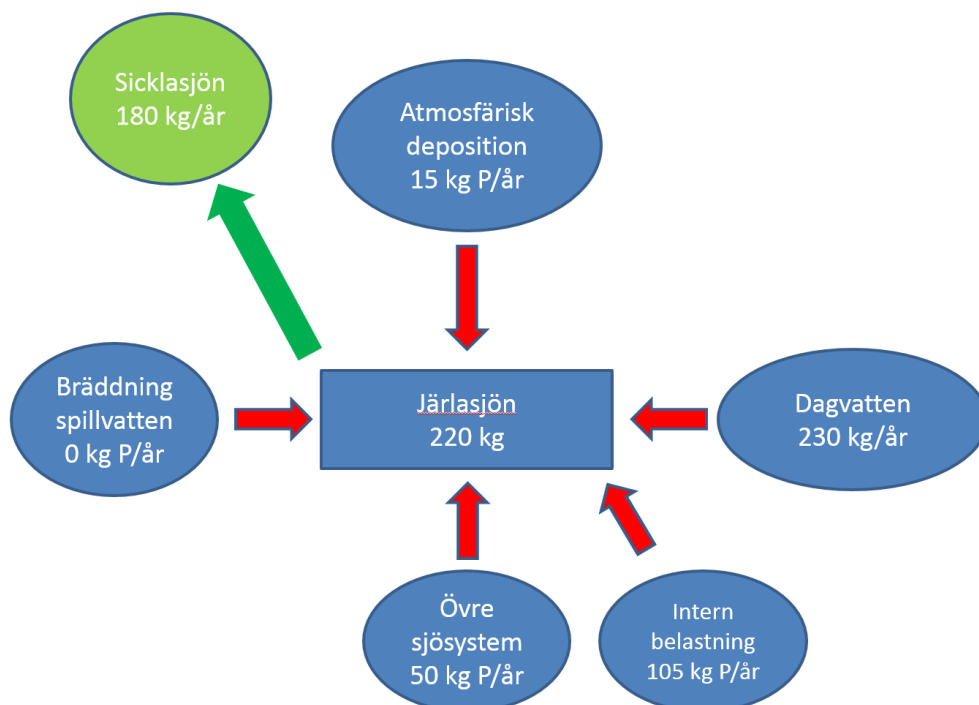 Sicklasjön
180 kg/år
Atmosfärisk
deposition
15 kg P/år
Bräddning
spillvatten
0 kg P/år
Järlasjön
220 kg
Dagvatten
230 kg/år
Övre
sjösystem
50 kg P/år
Intern
belastning
105 kg P/år